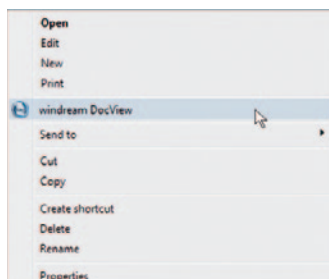 Open
Edit
New
Print
windream DocView
Send to
Cut
Copy
Create shortcut
Delete
Rename
Properties